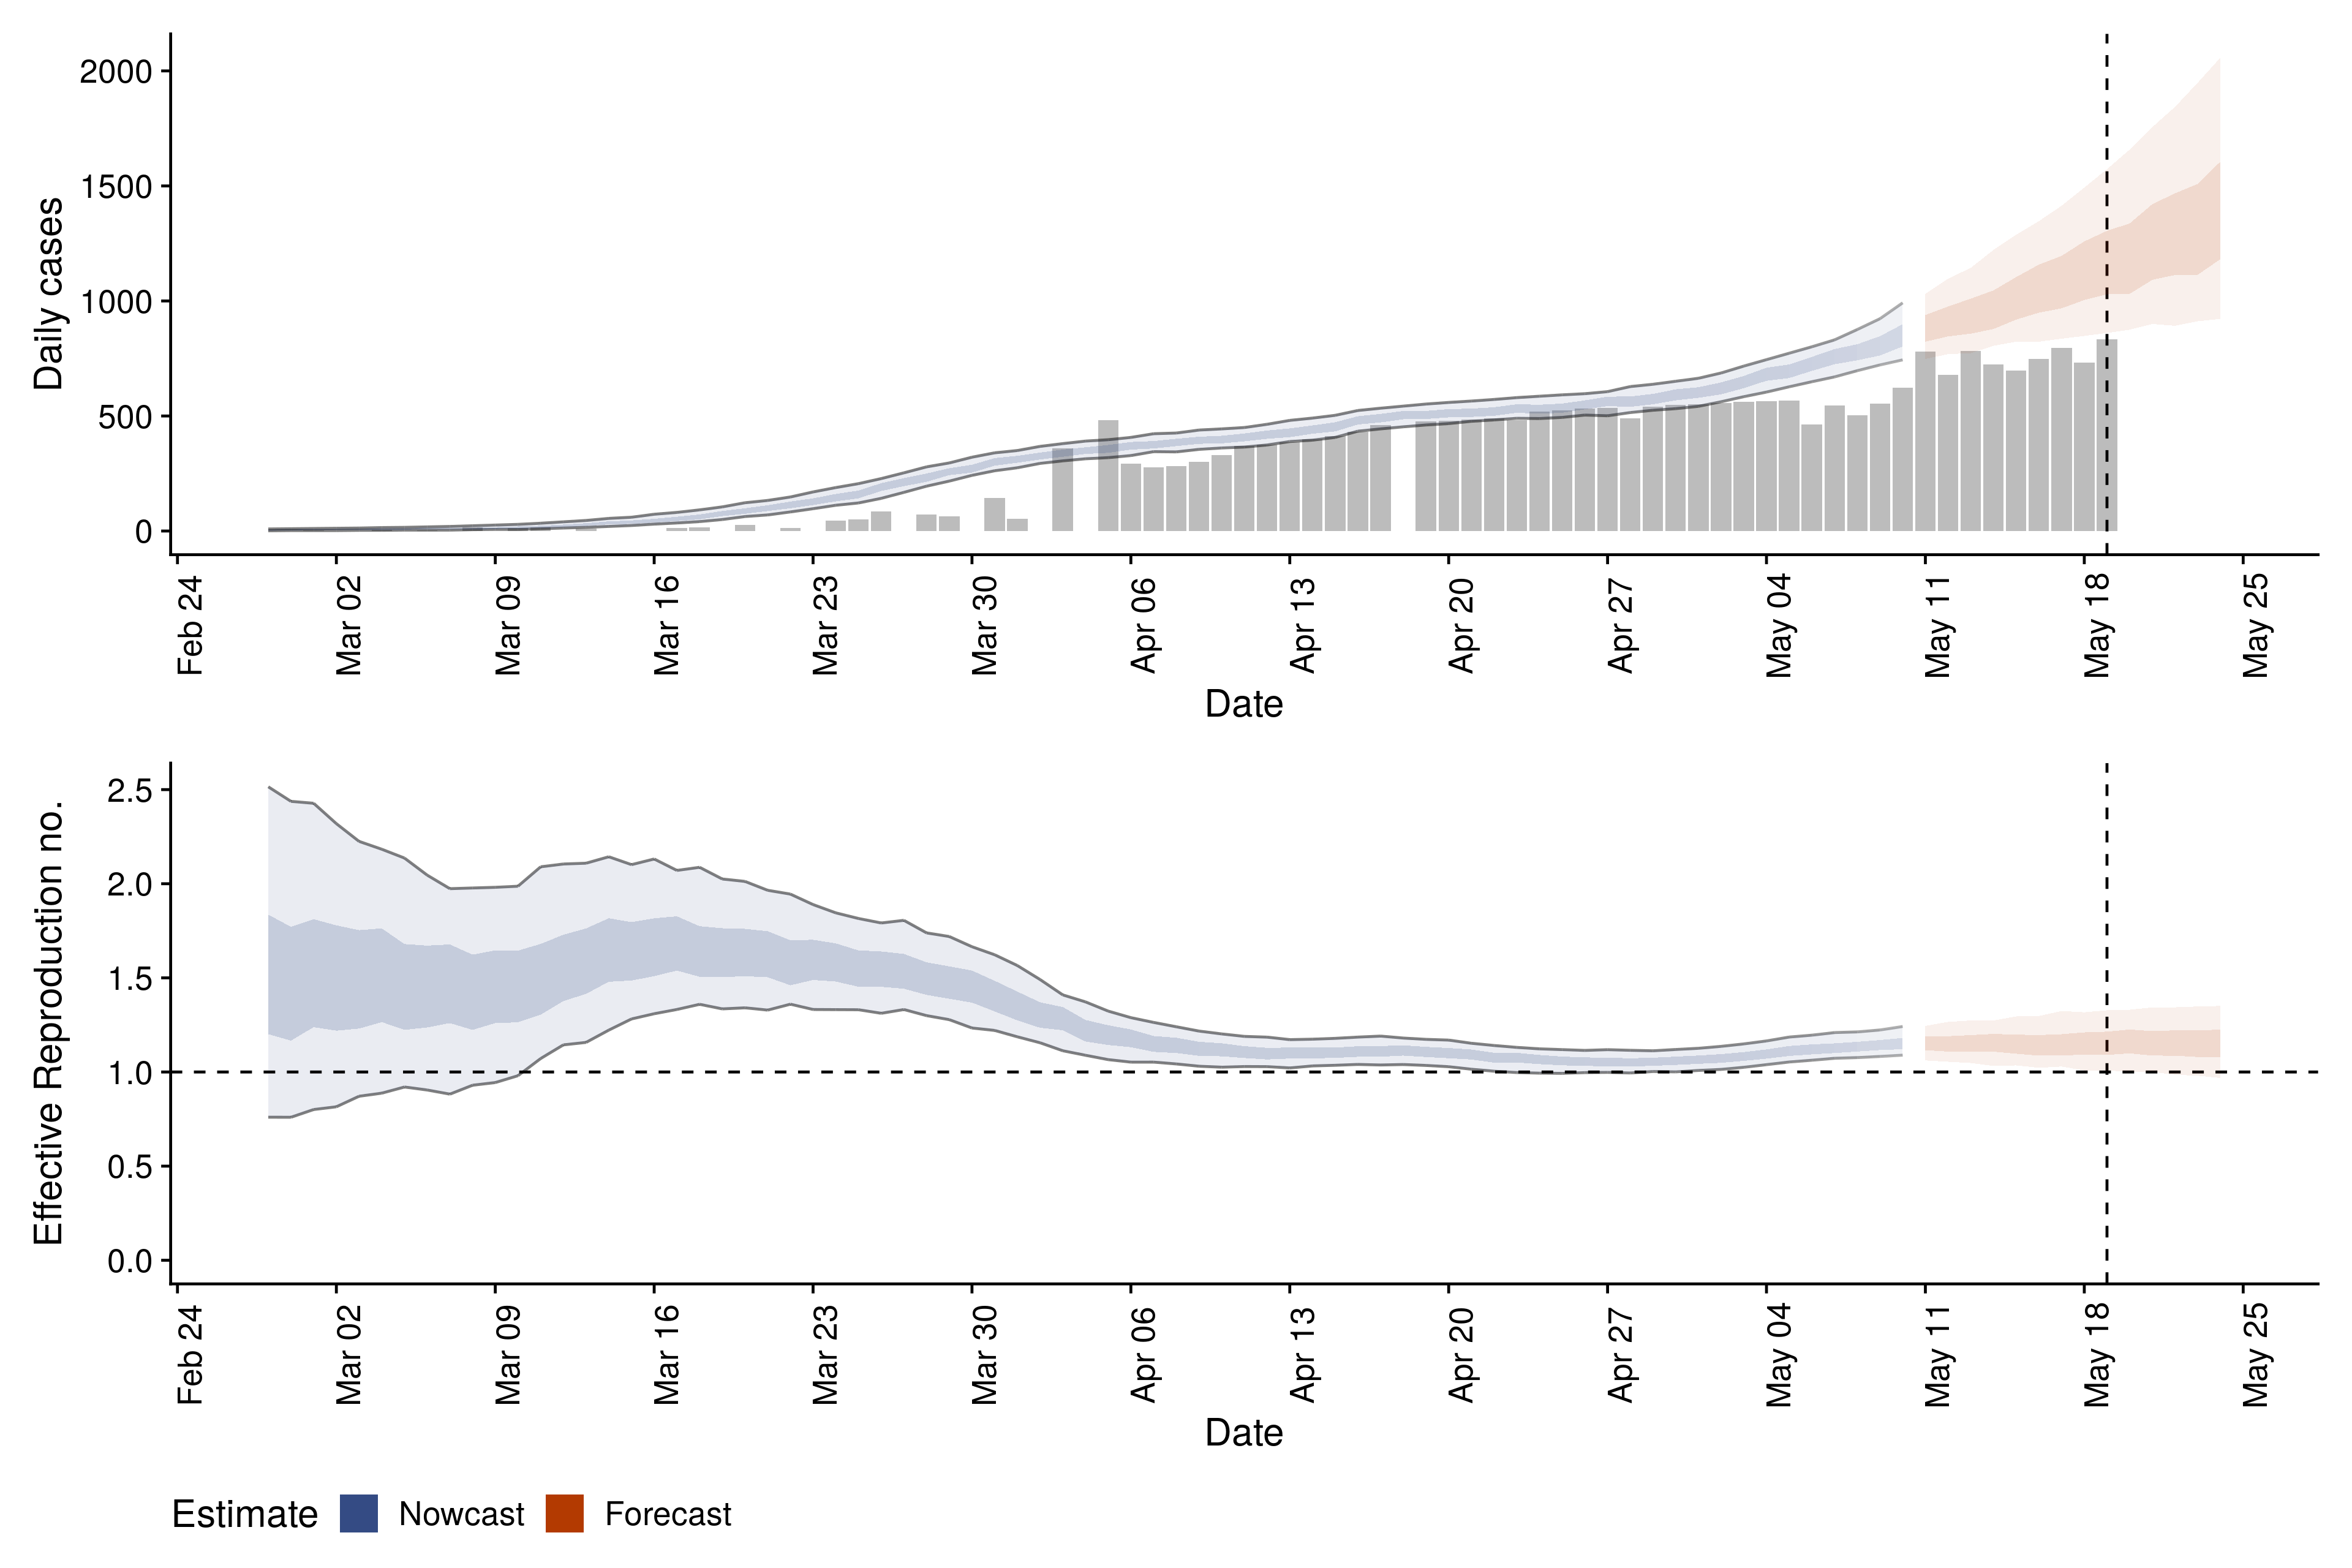 Daily cases
2000
1500
1000
500
0
Feb 24
Mar 02
Mar 09
Mar 16
Mar 23
Mar 30
Apr 06
Apr 13
Apr 20
Apr 27
May 04
May 11
May 18
May 25
Date
Effective Reproduction no.
2.5
2.0
1.5
1.0
0.5
0.0
Feb 24
Mar 02
Mar 09
Mar 16
Mar 23
Mar 30
Apr 06
Apr 13
Apr 20
Apr 27
May 04
May 11
May 18
May 25
Date
Estimate Nowcast Forecast